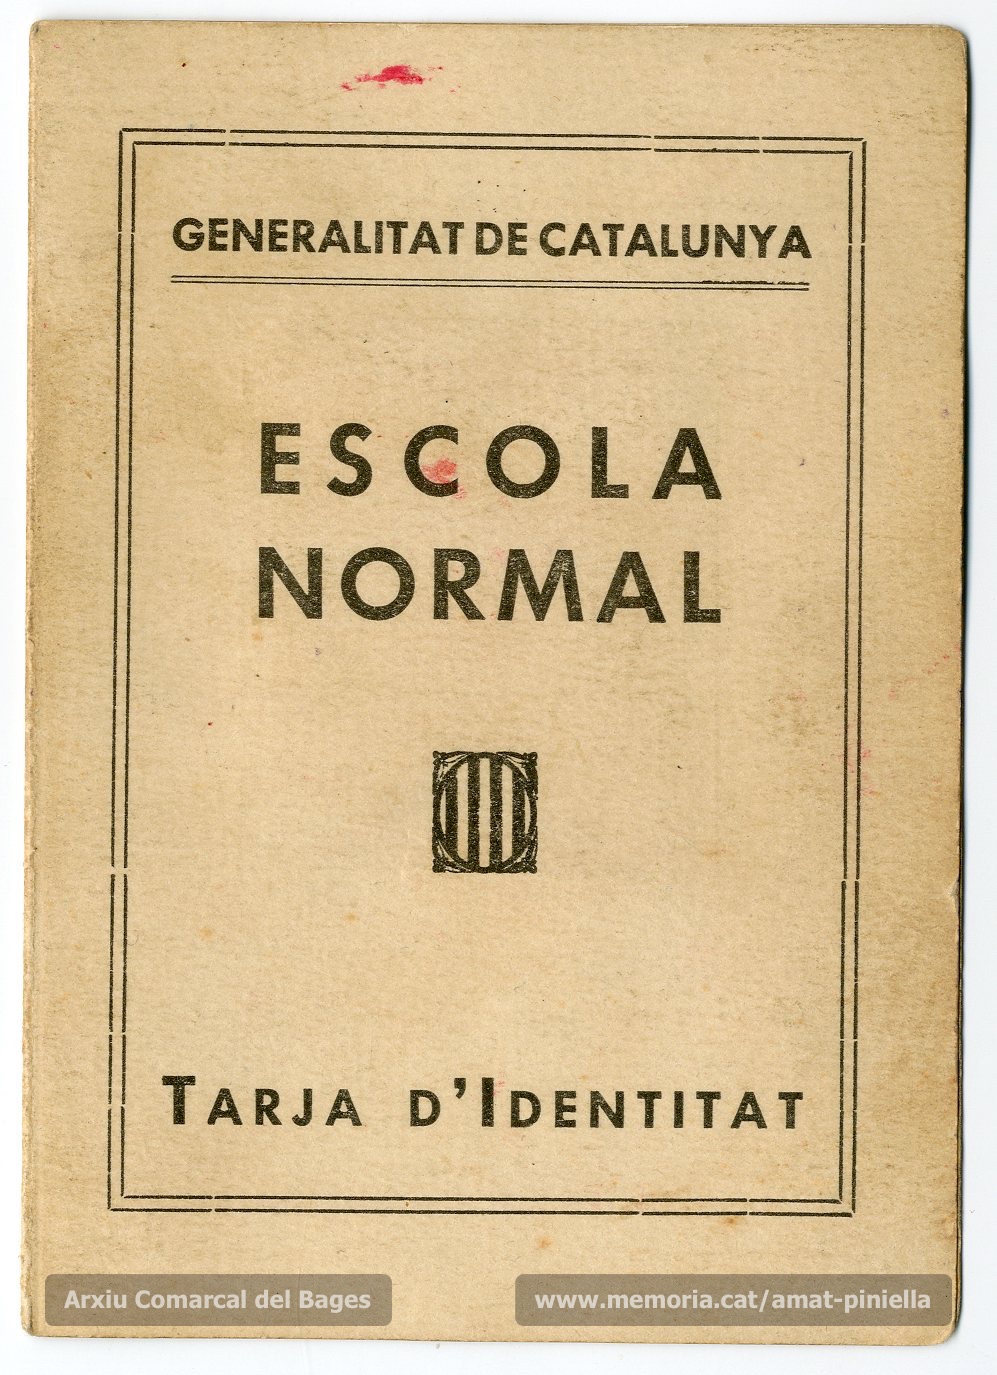 GENERALITAT DE CATALUNYA
ESCOLA
NORMAL
TARJA D'IDENTITAT
Arxiu Comarcal del Bages
www.memoria.cat/amat-piniella